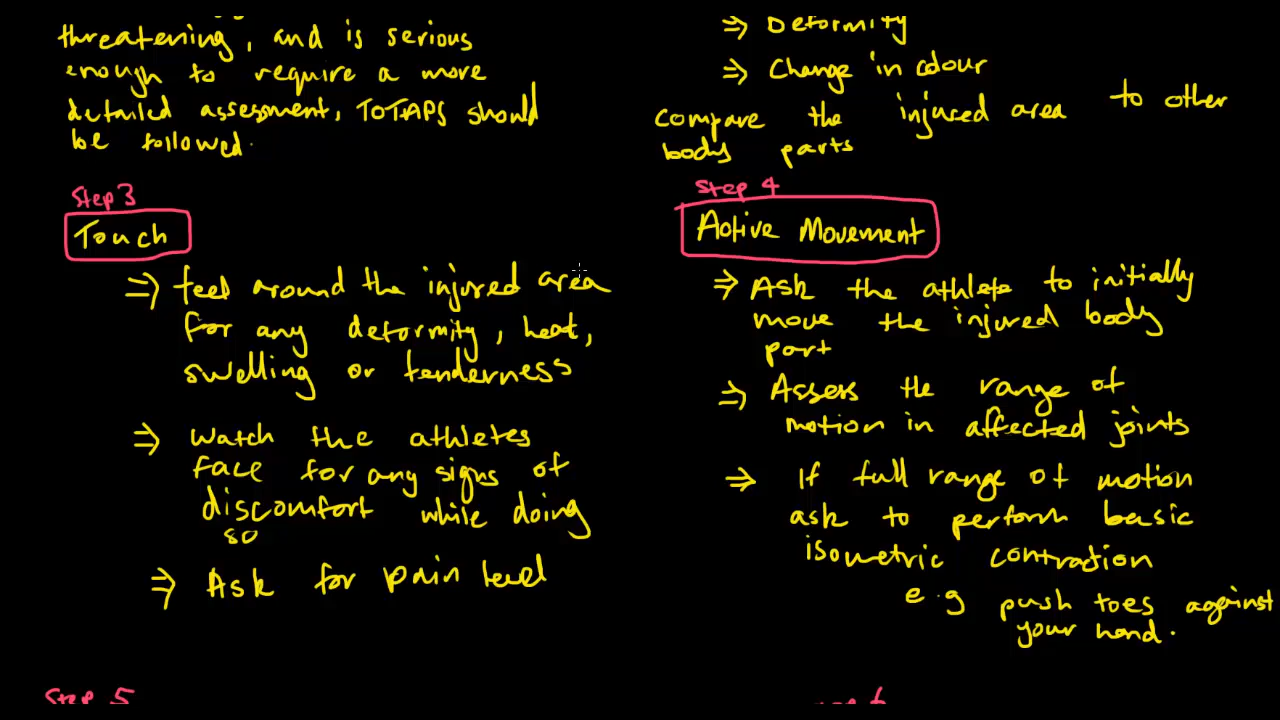 threatening, and is serious
enough to require a more
detailed assessment, TOTAPS should
be followed.
⇒ Deformity
⇒ Change in colour
compare the injured area to other
body parts
Step 3
Touch
⇒ feel around the injured area
for any deformity, heat,
swelling or tenderness
⇒ watch the athletes
face for any signs of
discomfort while doing
so
⇒ Ask for pain level
Step 4
Active Movement
⇒ Ask the athlete to initially
move the injured body
part
⇒ Assess the range of
motion in affected joints
⇒ If full range of motion
ask to perform basic
isometric contraction
e.g push toes against
your hand.
Step 5
6